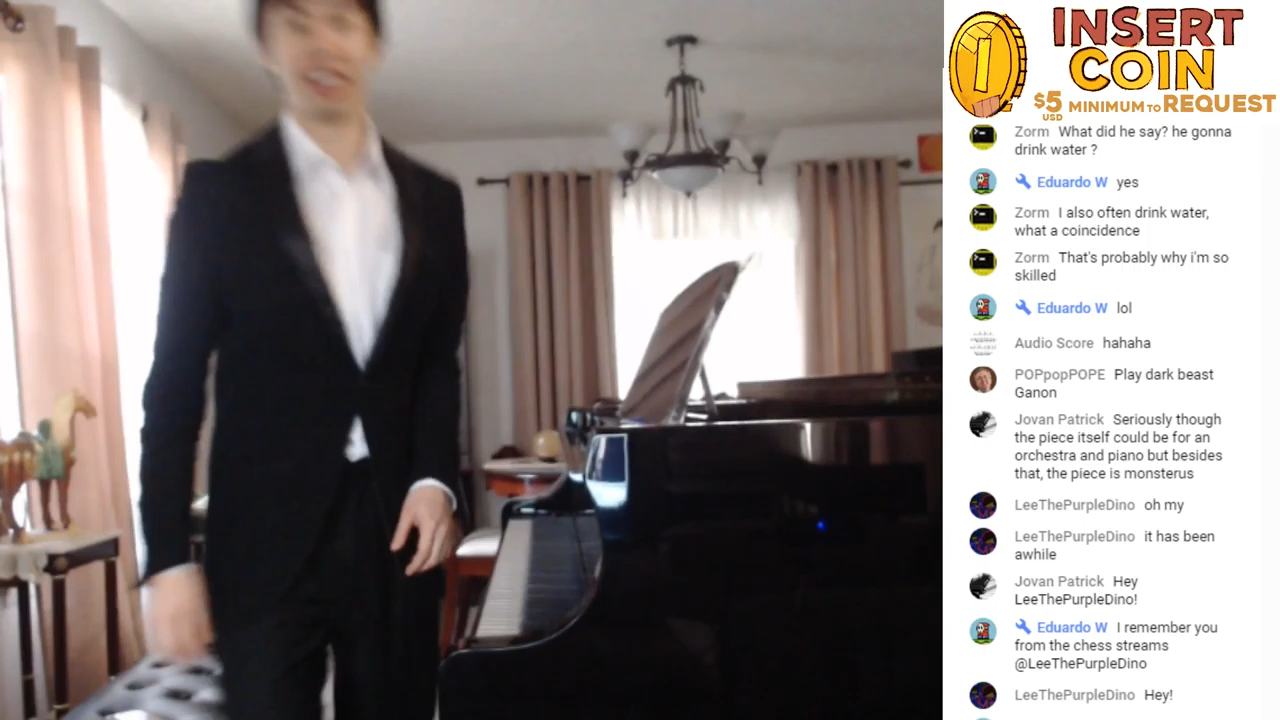 INSERT
COIN
$5 USD MINIMUM TO REQUEST
Zorm What did he say? he gonna
drink water ?
Eduardo W yes
Zorm I also often drink water,
what a coincidence
Zorm That's probably why i'm so
skilled
Eduardo W lol
Audio Score hahaha
POPpopPOPE Play dark beast
Ganon
Jovan Patrick Seriously though
the piece itself could be for an
orchestra and piano but besides
that, the piece is monsterus
LeeThePurpleDino oh my
LeeThePurpleDino it has been
awhile
Jovan Patrick Hey
LeeThePurpleDino!
Eduardo W I remember you
from the chess streams
@LeeThePurpleDino
LeeThePurpleDino Hey!